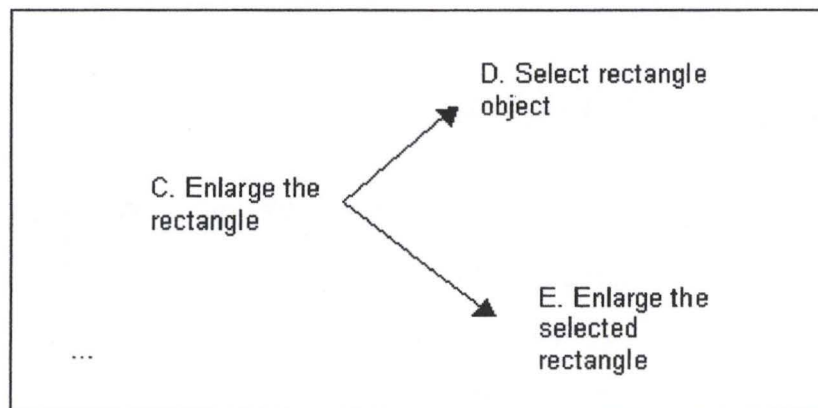 D. Select rectangle
object
C. Enlarge the
rectangle
E. Enlarge the
selected
rectangle
...